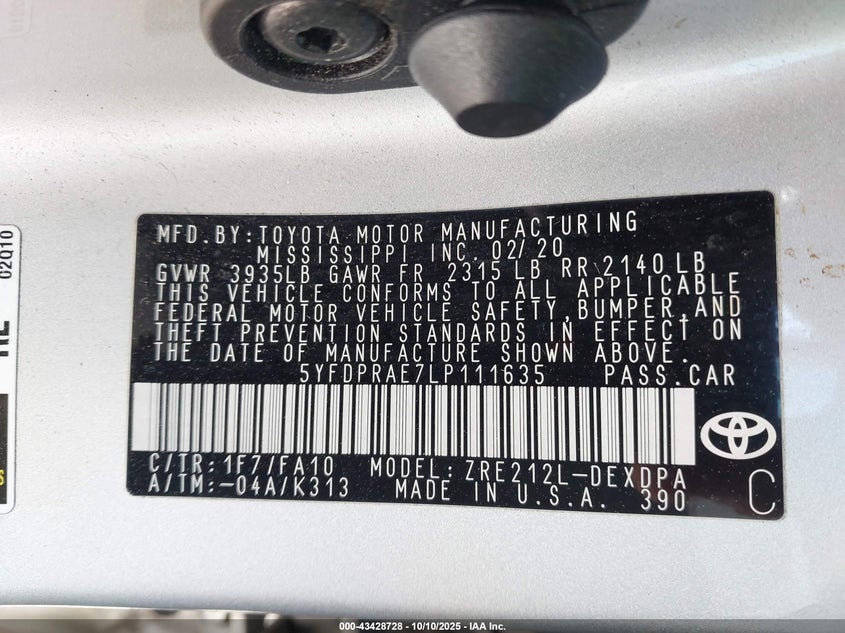 MFD.BY:TOYOTA MOTOR MANUFACTURING
MISSISSIPPI INC. 02/20
GVWR 3935LB GAWR FR 2315 LB RR 2140 LB
THIS VEHICLE CONFORMS TO ALL APPLICABLE
FEDERAL MOTOR VEHICLE SAFETY, BUMPER, AND
THEFT PREVENTION STANDARDS IN EFFECT ON
THE DATE OF MANUFACTURE SHOWN ABOVE.
5YFDPRAE7LP111635 PASS.CAR
C/TR:1F7/FA10 MODEL: ZRE212L-DEXDPA
A/TM:-04A/K313 MADE IN U.S.A. 390
C
02Q10
000-43428728 - 10/10/2025 - IAA Inc.